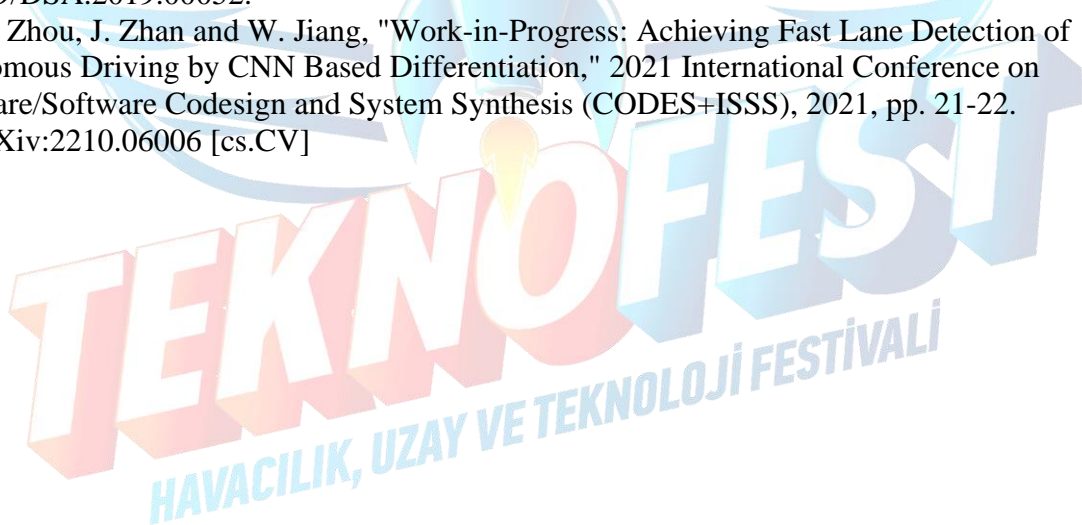 /DSA.2019.00032.
Zhou, J. Zhan and W. Jiang, "Work-in-Progress: Achieving Fast Lane Detection of
omous Driving by CNN Based Differentiation," 2021 International Conference on
are/Software Codesign and System Synthesis (CODES+ISSS), 2021, pp. 21-22.
Xiv:2210.06006 [cs.CV]
TEKNOFEST
HAVACILIK, UZAY VE TEKNOLOJİ FESTİVALİ